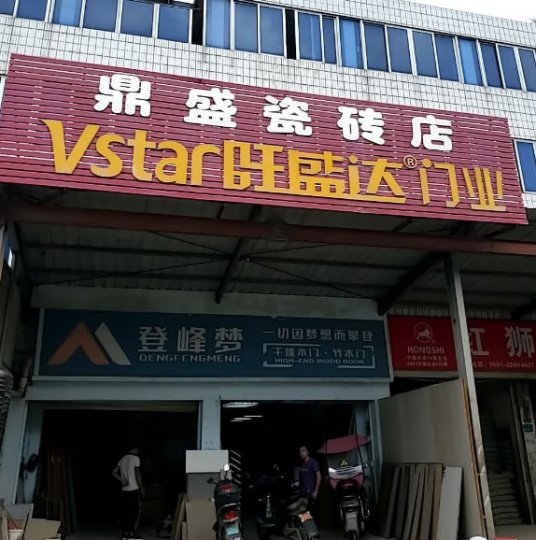 鼎盛瓷砖店
Vstar旺盛达®门业
登峰梦
DENGFENGMENG
一切因梦想而攀登
干燥木门·竹木门
HIGH-END WOOD DOOR
HONGSHI
红狮